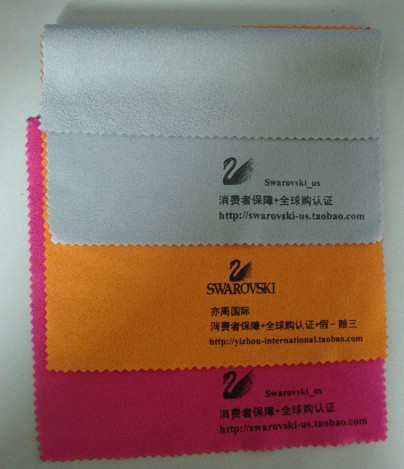 Swarovski_us
消费者保障+全球购认证
http://swarovski-us.taobao.com
SWAROVSKI
亦周国际
消费者保障+全球购认证+假一赔三
http://yizhou-international.taobao.com
Swarovski_us
消费者保障+全球购认证
http://swarovski-us.taobao.com